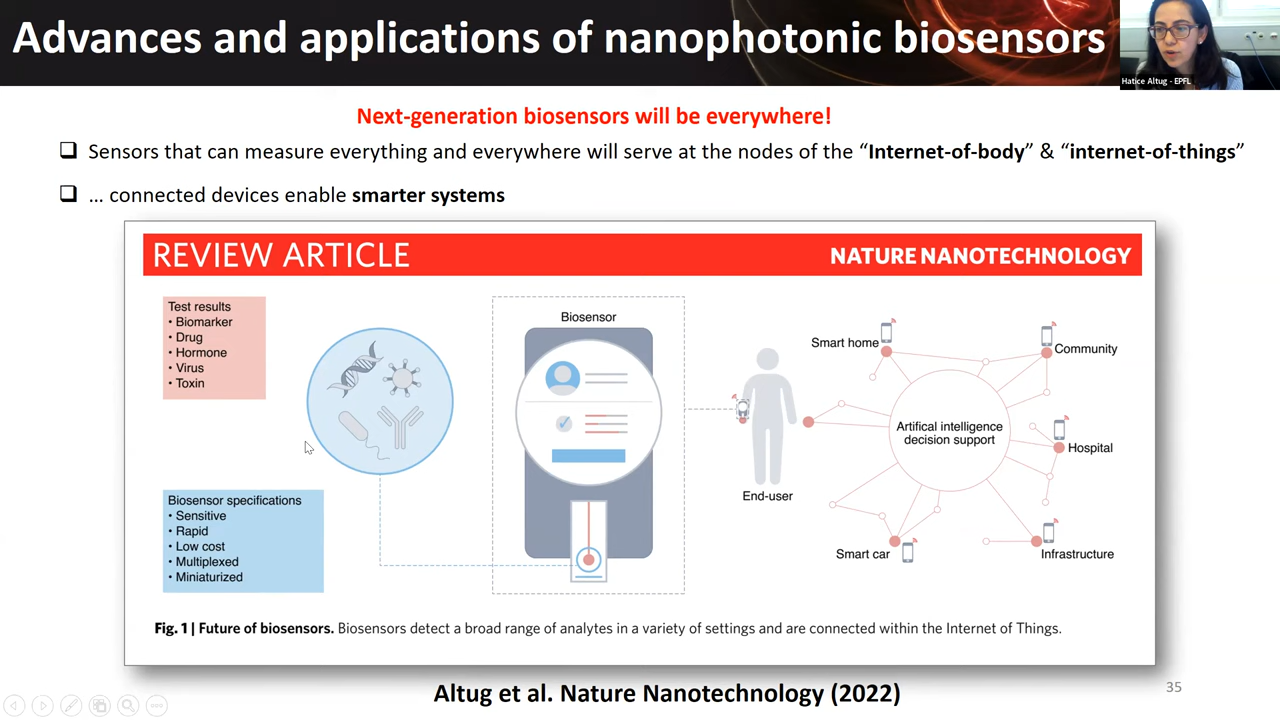 Advances and applications of nanophotonic biosensors
Hatice Altug - EPFL
Next-generation biosensors will be everywhere!
Sensors that can measure everything and everywhere will serve at the nodes of the “Internet-of-body” & “internet-of-things”
... connected devices enable smarter systems
REVIEW ARTICLE
NATURE NANOTECHNOLOGY
Test results
• Biomarker
• Drug
• Hormone
• Virus
• Toxin
Biosensor specifications
• Sensitive
• Rapid
• Low cost
• Multiplexed
• Miniaturized
Biosensor
End-user
Smart home
Community
Artifical intelligence
decision support
Hospital
Smart car
Infrastructure
Fig. 1 | Future of biosensors. Biosensors detect a broad range of analytes in a variety of settings and are connected within the Internet of Things.
Altug et al. Nature Nanotechnology (2022)
35